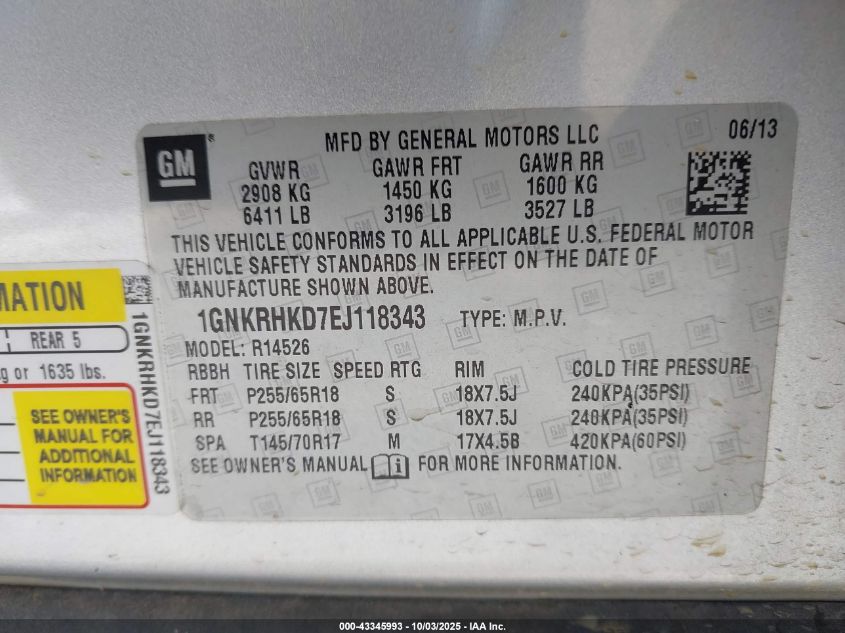 GM
®
MFD BY GENERAL MOTORS LLC
06/13
GVWR GAWR FRT GAWR RR
2908 KG 1450 KG 1600 KG
6411 LB 3196 LB 3527 LB
THIS VEHICLE CONFORMS TO ALL APPLICABLE U.S. FEDERAL MOTOR
VEHICLE SAFETY STANDARDS IN EFFECT ON THE DATE OF
MANUFACTURE SHOWN ABOVE.
1GNKRHKD7EJ118343 TYPE: M.P.V.
MODEL: R14526
RBBH TIRE SIZE SPEED RTG RIM COLD TIRE PRESSURE
FRT P255/65R18 S 18X7.5J 240KPA(35PSI)
RR P255/65R18 S 18X7.5J 240KPA(35PSI)
SPA T145/70R17 M 17X4.5B 420KPA(60PSI)
SEE OWNER'S MANUAL FOR MORE INFORMATION.
MATION
REAR 5
g or 1635 lbs.
SEE OWNER'S
MANUAL FOR
ADDITIONAL
INFORMATION
1GNKRHKD7EJ118343
000-43345993 - 10/03/2025 - IAA Inc.